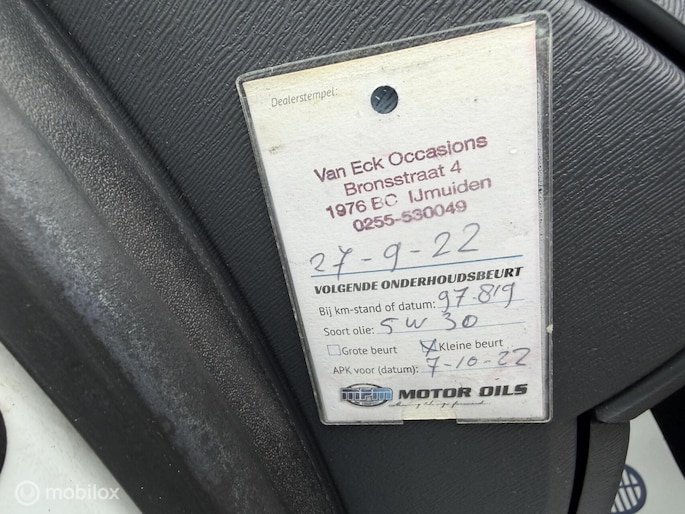 Dealerstempel:
Van Eck Occasions
Bronsstraat 4
1976 BC IJmuiden
0255-530049
27-9-22
VOLGENDE ONDERHOUDSBEURT
Bij km-stand of datum: 97.819
Soort olie: 5W30
Grote beurt Kleine beurt
APK voor (datum): 7-10-22
MPM MOTOR OILS
mobilox